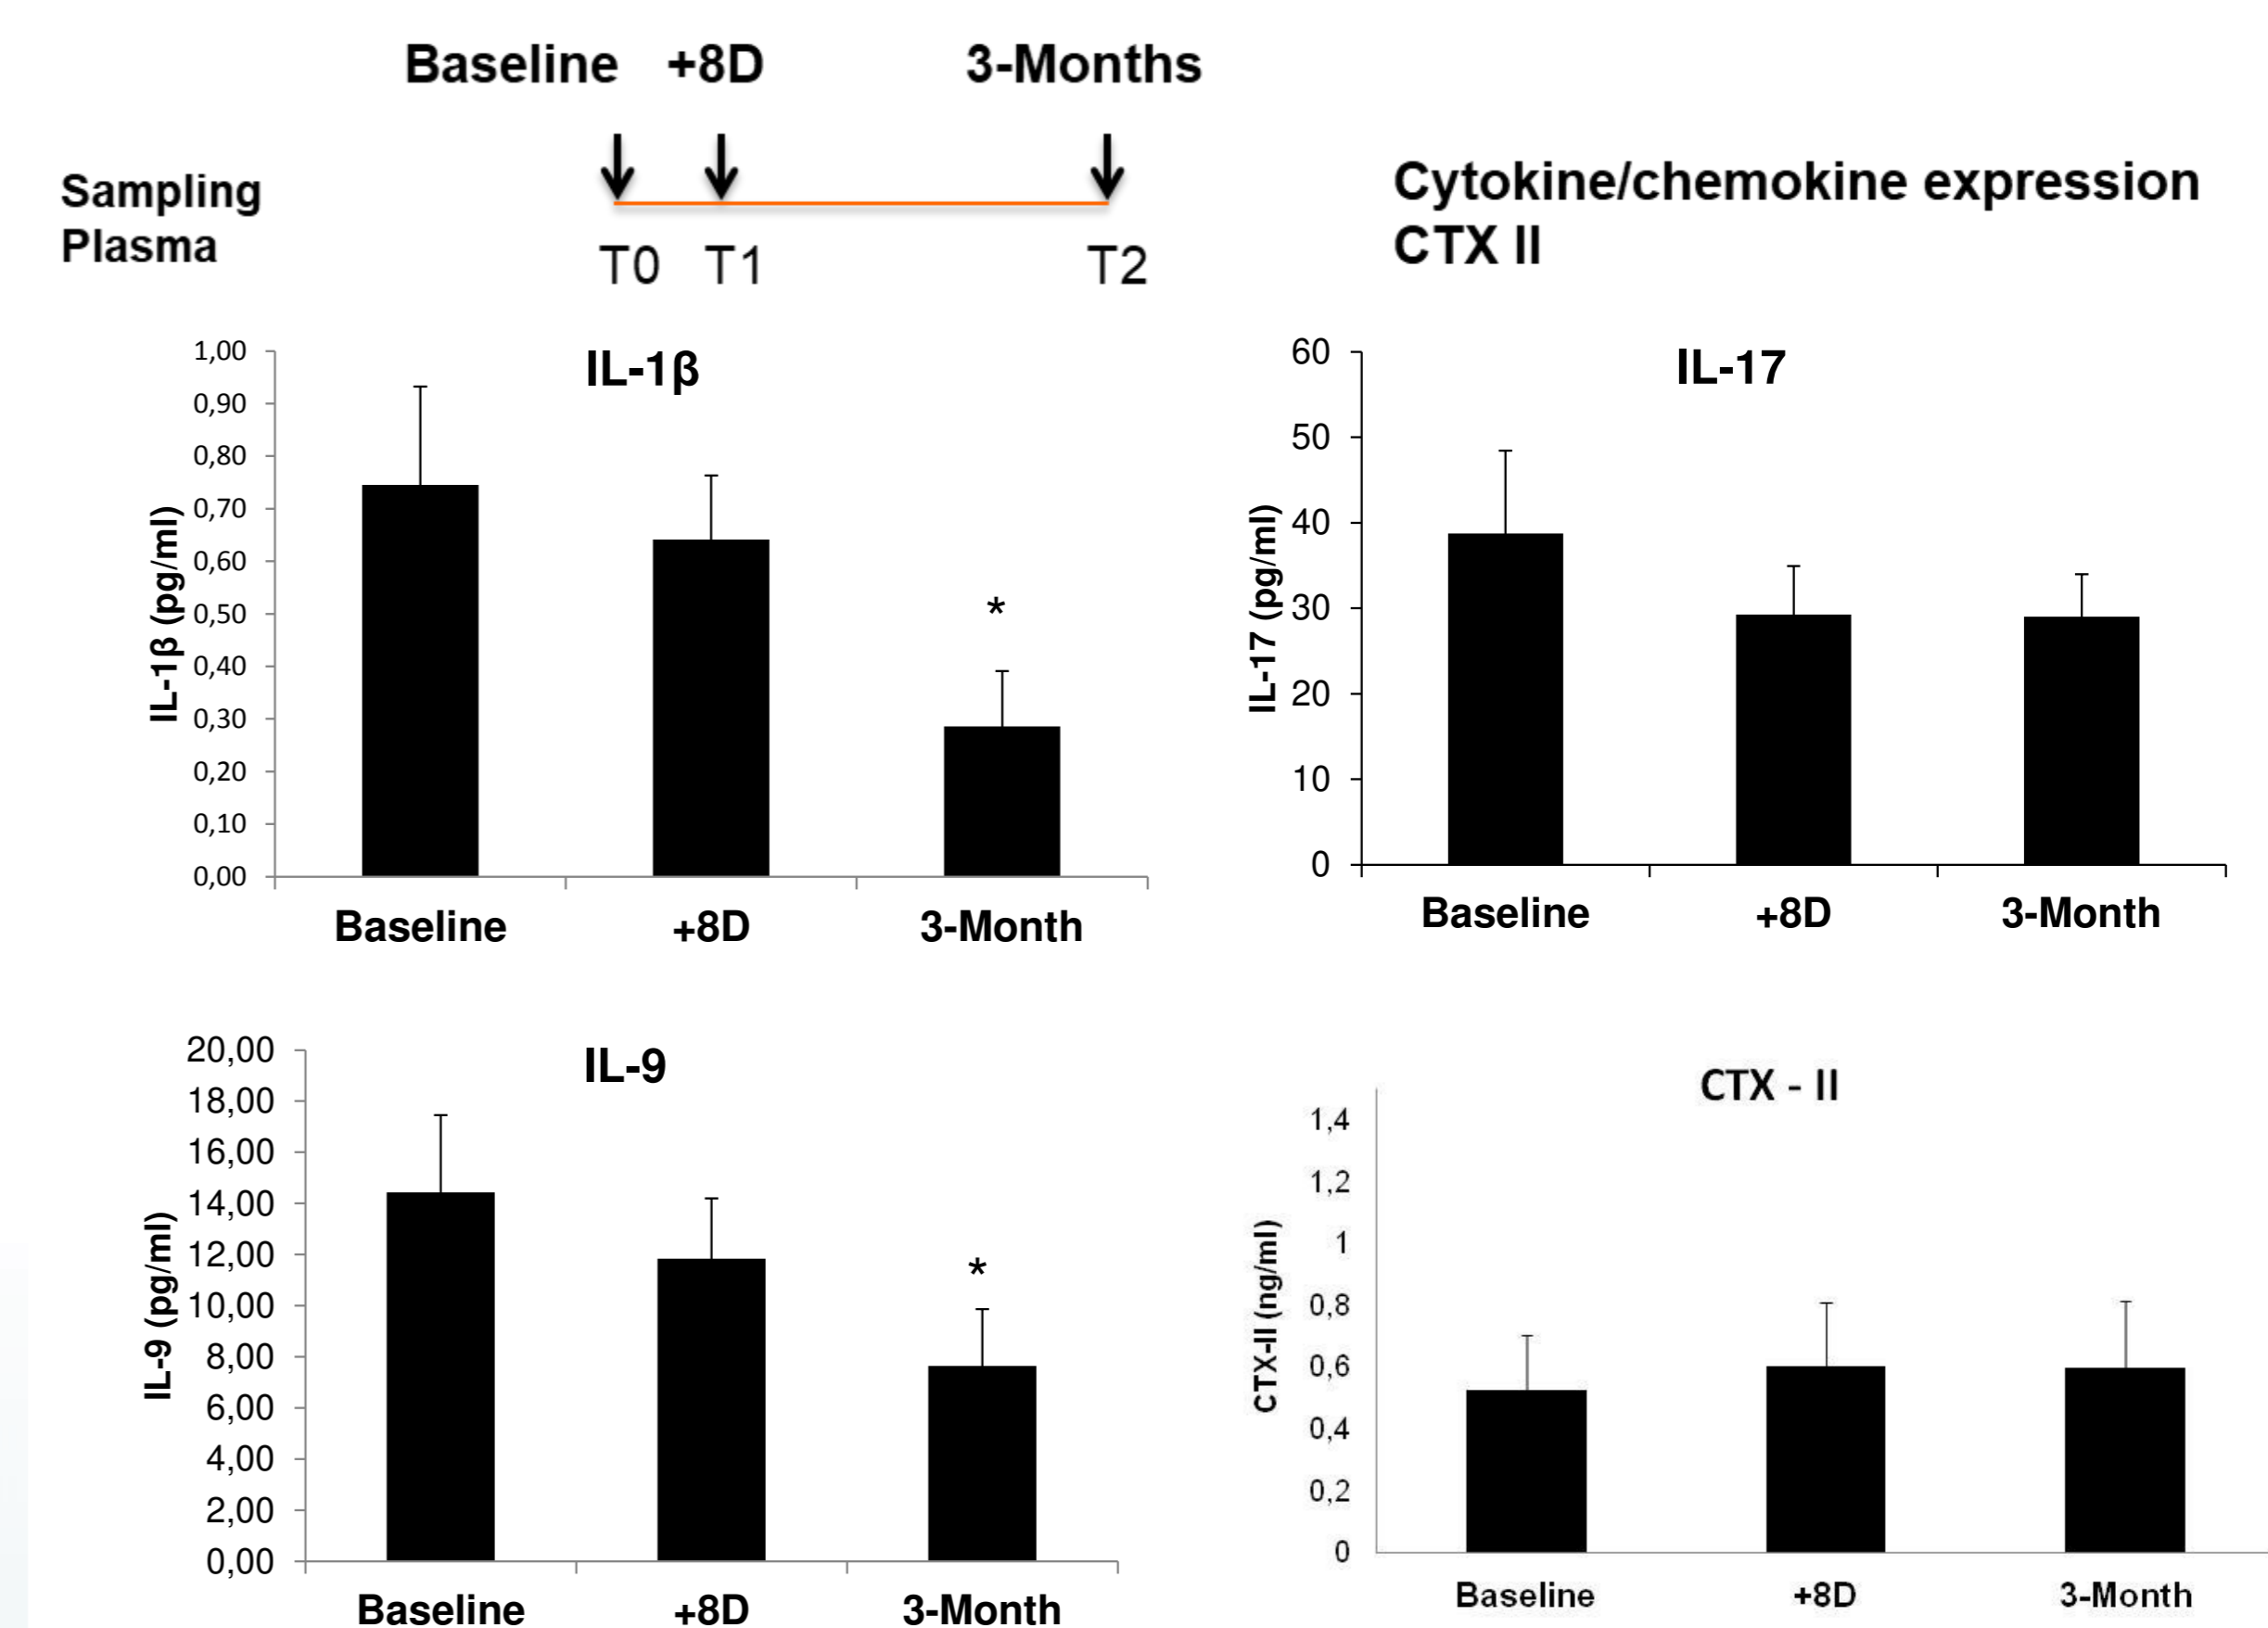 Baseline +8D 3-Months
Sampling
Plasma
T0 T1 T2
Cytokine/chemokine expression
CTX II
IL-1β
IL-1β (pg/ml)
1,00
0,90
0,80
0,70
0,60
0,50
0,40
0,30
0,20
0,10
0,00
*
Baseline +8D 3-Month
IL-17
IL-17 (pg/ml)
60
50
40
30
20
10
0
Baseline +8D 3-Month
IL-9
IL-9 (pg/ml)
20,00
18,00
16,00
14,00
12,00
10,00
8,00
6,00
4,00
2,00
0,00
*
Baseline +8D 3-Month
CTX - II
CTX-II (ng/ml)
1,4
1,2
1
0,8
0,6
0,4
0,2
0
Baseline +8D 3-Month